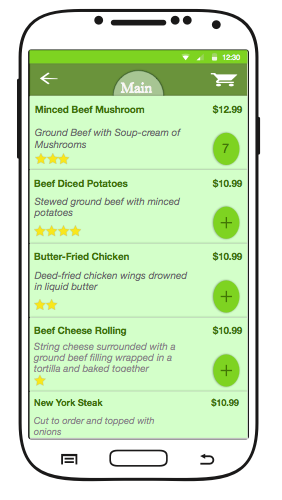 12:30
Main
Minced Beef Mushroom $12.99
Ground Beef with Soup-cream of
Mushrooms
7
Beef Diced Potatoes $10.99
Stewed ground beef with minced
potatoes
+
Butter-Fried Chicken $10.99
Deed-fried chicken wings drowned
in liquid butter
+
Beef Cheese Rolling $10.99
String cheese surrounded with a
ground beef filling wrapped in a
tortilla and baked together
+
New York Steak $10.99
Cut to order and topped with
onions